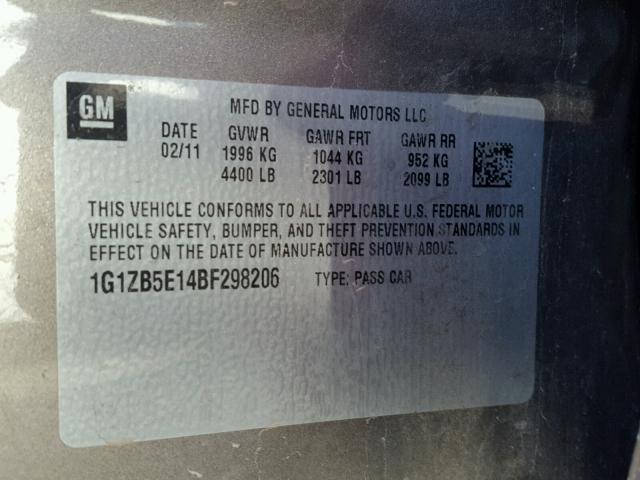 GM
MFD BY GENERAL MOTORS LLC
DATE GVWR GAWR FRT GAWR RR
02/11 1996 KG 1044 KG 952 KG
4400 LB 2301 LB 2099 LB
THIS VEHICLE CONFORMS TO ALL APPLICABLE U.S. FEDERAL MOTOR
VEHICLE SAFETY, BUMPER, AND THEFT PREVENTION STANDARDS IN
EFFECT ON THE DATE OF MANUFACTURE SHOWN ABOVE.
1G1ZB5E14BF298206 TYPE: PASS CAR